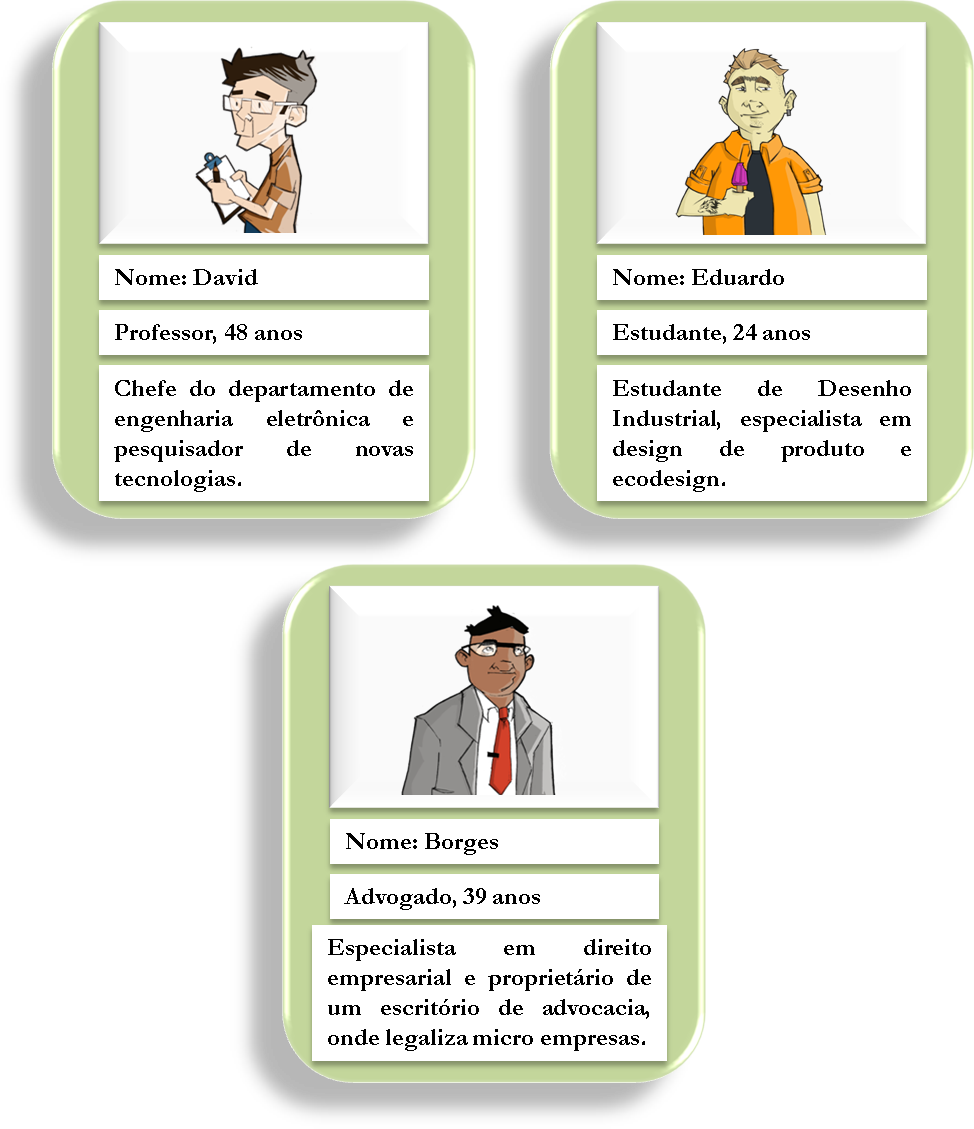 Nome: David
Professor, 48 anos
Chefe do departamento de
engenharia eletrônica e
pesquisador de novas
tecnologias.
Nome: Eduardo
Estudante, 24 anos
Estudante de Desenho
Industrial, especialista em
design de produto e
ecodesign.
Nome: Borges
Advogado, 39 anos
Especialista em direito
empresarial e proprietário de
um escritório de advocacia,
onde legaliza micro empresas.